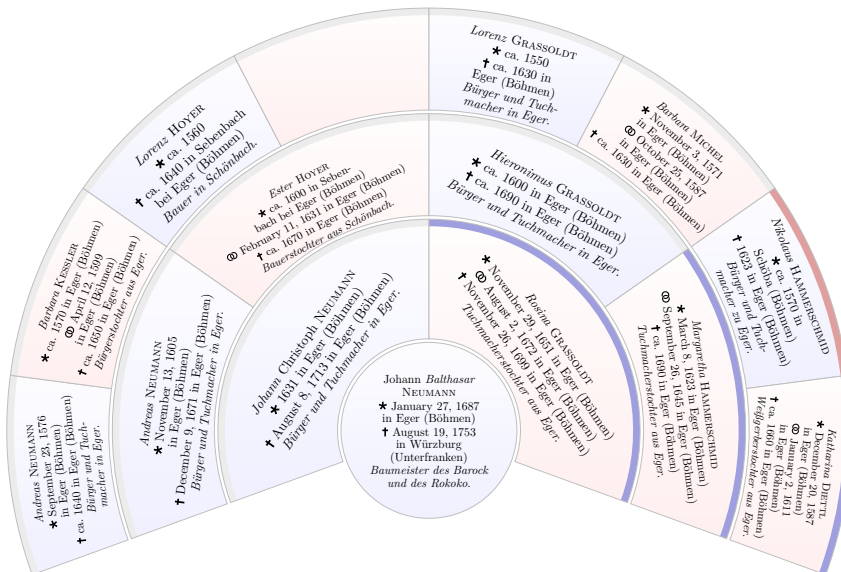 Johann Balthasar
NEUMANN
* January 27, 1687
in Eger (Böhmen)
† August 19, 1753
in Würzburg
(Unterfranken)
Baumeister des Barock
und des Rokoko.
Johann Christoph NEUMANN
* 1631 in Eger (Böhmen)
† August 8, 1713 in Eger (Böhmen)
Bürger und Tuchmacher in Eger.
Rosina GRASSOLDT
* November 29, 1651 in Eger (Böhmen)
⚭ August 2, 1672 in Eger (Böhmen)
† November 26, 1699 in Eger (Böhmen)
Tuchmacherstochter aus Eger.
Andreas NEUMANN
* November 13, 1605
in Eger (Böhmen)
† December 9, 1671 in Eger (Böhmen)
Bürger und Tuchmacher in Eger.
Ester HOYER
* ca. 1600 in Seben-
bach bei Eger (Böhmen)
⚭ February 11, 1631 in Eger (Böhmen)
† ca. 1670 in Eger (Böhmen)
Bauerstochter aus Schönbach.
Hieronimus GRASSOLDT
* ca. 1600 in Eger (Böhmen)
† ca. 1690 in Eger (Böhmen)
Bürger und Tuchmacher in Eger.
Margaretha HAMMERSCHMID
* March 8, 1623 in Eger (Böhmen)
⚭ September 26, 1645 in Eger (Böhmen)
† ca. 1690 in Eger (Böhmen)
Tuchmacherstochter aus Eger.
Andreas NEUMANN
* September 23, 1576
in Eger (Böhmen)
† ca. 1640 in Eger (Böhmen)
Bürger und Tuch-
macher in Eger.
Barbara KESSLER
* ca. 1570 in Eger (Böhmen)
⚭ April 12, 1599
in Eger (Böhmen)
† ca. 1650 in Eger (Böhmen)
Bürgerstochter aus Eger.
Lorenz HOYER
* ca. 1560
† ca. 1640 in Sebenbach
bei Eger (Böhmen)
Bauer in Schönbach.
Lorenz GRASSOLDT
* ca. 1550
† ca. 1630 in
Eger (Böhmen)
Bürger und Tuch-
macher in Eger.
Barbara MICHEL
* November 3, 1571
in Eger (Böhmen)
⚭ October 25, 1587
in Eger (Böhmen)
† ca. 1630 in Eger (Böhmen)
Nikolaus HAMMERSCHMID
* ca. 1570 in
Schöba (Böhmen)
† 1623 in Eger (Böhmen)
Bürger und Tuch-
macher zu Eger.
Katharina DIETTL
* December 20, 1587
in Eger (Böhmen)
⚭ January 2, 1611
in Eger (Böhmen)
† ca. 1660 in Eger (Böhmen)
Weißgerberstochter aus Eger.